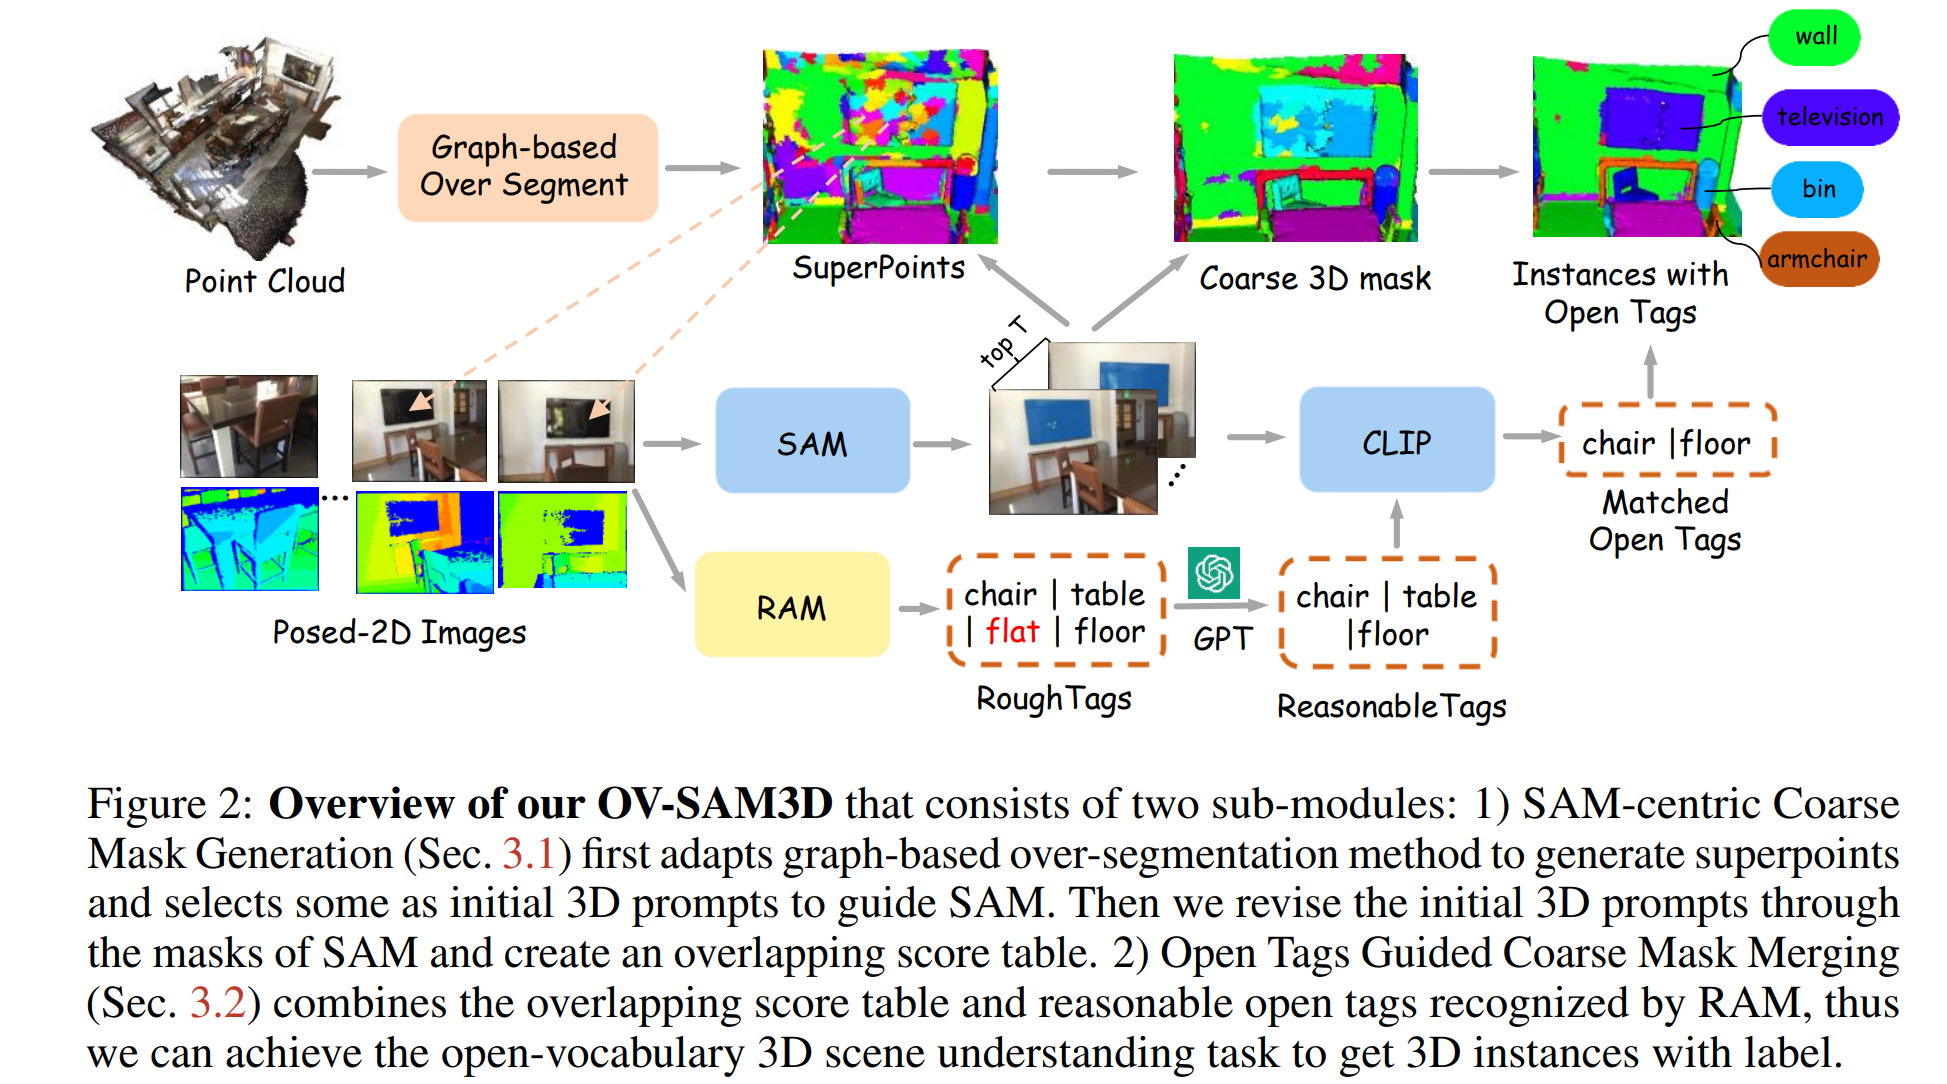 wall
television
bin
armchair
Graph-based
Over Segment
Point Cloud
SuperPoints
Coarse 3D mask
Instances with
Open Tags
top T
SAM
CLIP
chair |floor
Matched
Open Tags
Posed-2D Images
RAM
chair | table
| flat | floor
RoughTags
GPT
chair | table
|floor
ReasonableTags
Figure 2: Overview of our OV-SAM3D that consists of two sub-modules: 1) SAM-centric Coarse
Mask Generation (Sec. 3.1) first adapts graph-based over-segmentation method to generate superpoints
and selects some as initial 3D prompts to guide SAM. Then we revise the initial 3D prompts through
the masks of SAM and create an overlapping score table. 2) Open Tags Guided Coarse Mask Merging
(Sec. 3.2) combines the overlapping score table and reasonable open tags recognized by RAM, thus
we can achieve the open-vocabulary 3D scene understanding task to get 3D instances with label.